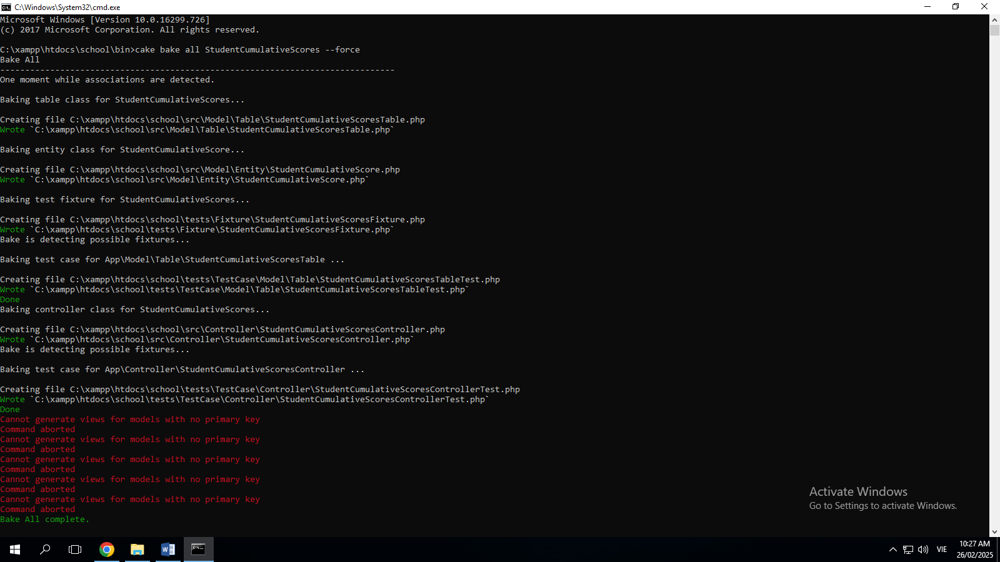 C:\Windows\System32\cmd.exe
Microsoft Windows [Version 10.0.16299.726]
(c) 2017 Microsoft Corporation. All rights reserved.
C:\xampp\htdocs\school\bin>cake bake all StudentCumulativeScores --force
Bake All
-------------------------------------------------------------------------------
One moment while associations are detected.
Baking table class for StudentCumulativeScores...
Creating file C:\xampp\htdocs\school\src\Model\Table\StudentCumulativeScoresTable.php
Wrote `C:\xampp\htdocs\school\src\Model\Table\StudentCumulativeScoresTable.php`
Baking entity class for StudentCumulativeScore...
Creating file C:\xampp\htdocs\school\src\Model\Entity\StudentCumulativeScore.php
Wrote `C:\xampp\htdocs\school\src\Model\Entity\StudentCumulativeScore.php`
Baking test fixture for StudentCumulativeScores...
Creating file C:\xampp\htdocs\school\tests\Fixture\StudentCumulativeScoresFixture.php
Wrote `C:\xampp\htdocs\school\tests\Fixture\StudentCumulativeScoresFixture.php`
Bake is detecting possible fixtures...
Baking test case for App\Model\Table\StudentCumulativeScoresTable ...
Creating file C:\xampp\htdocs\school\tests\TestCase\Model\Table\StudentCumulativeScoresTableTest.php
Wrote `C:\xampp\htdocs\school\tests\TestCase\Model\Table\StudentCumulativeScoresTableTest.php`
Done
Baking controller class for StudentCumulativeScores...
Creating file C:\xampp\htdocs\school\src\Controller\StudentCumulativeScoresController.php
Wrote `C:\xampp\htdocs\school\src\Controller\StudentCumulativeScoresController.php`
Bake is detecting possible fixtures...
Baking test case for App\Controller\StudentCumulativeScoresController ...
Creating file C:\xampp\htdocs\school\tests\TestCase\Controller\StudentCumulativeScoresControllerTest.php
Wrote `C:\xampp\htdocs\school\tests\TestCase\Controller\StudentCumulativeScoresControllerTest.php`
Done
Cannot generate views for models with no primary key
Command aborted
Cannot generate views for models with no primary key
Command aborted
Cannot generate views for models with no primary key
Command aborted
Cannot generate views for models with no primary key
Command aborted
Cannot generate views for models with no primary key
Command aborted
Bake All complete.
Activate Windows
Go to Settings to activate Windows.
VIE
10:27 AM
26/02/2025